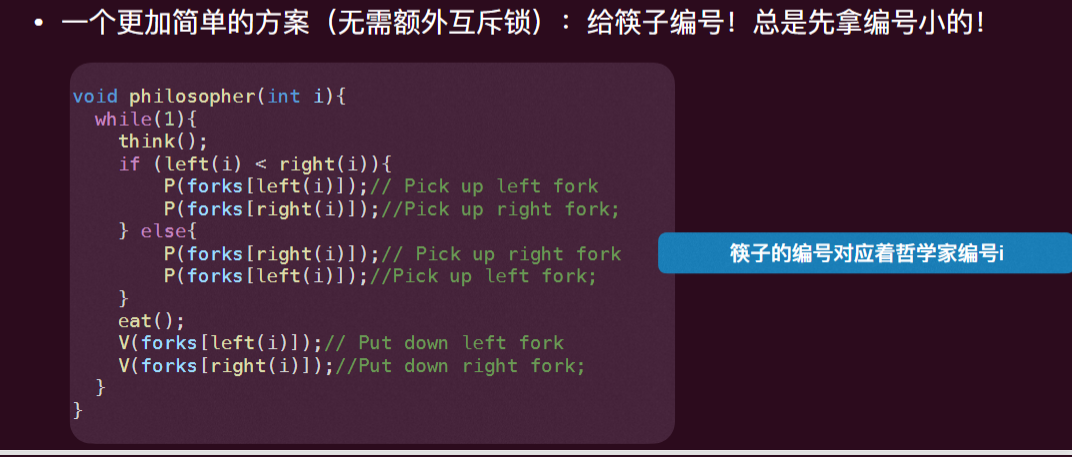 • 一个更加简单的方案（无需额外互斥锁）：给筷子编号！总是先拿编号小的！
void philosopher(int i){
  while(1){
    think();
    if (left(i) < right(i)){
        P(forks[left(i)]);// Pick up left fork
        P(forks[right(i)]);//Pick up right fork;
    } else{
        P(forks[right(i)]);// Pick up right fork
        P(forks[left(i)]);//Pick up left fork;
    }
    eat();
    V(forks[left(i)]);// Put down left fork
    V(forks[right(i)]);//Put down right fork;
  }
}
筷子的编号对应着哲学家编号i